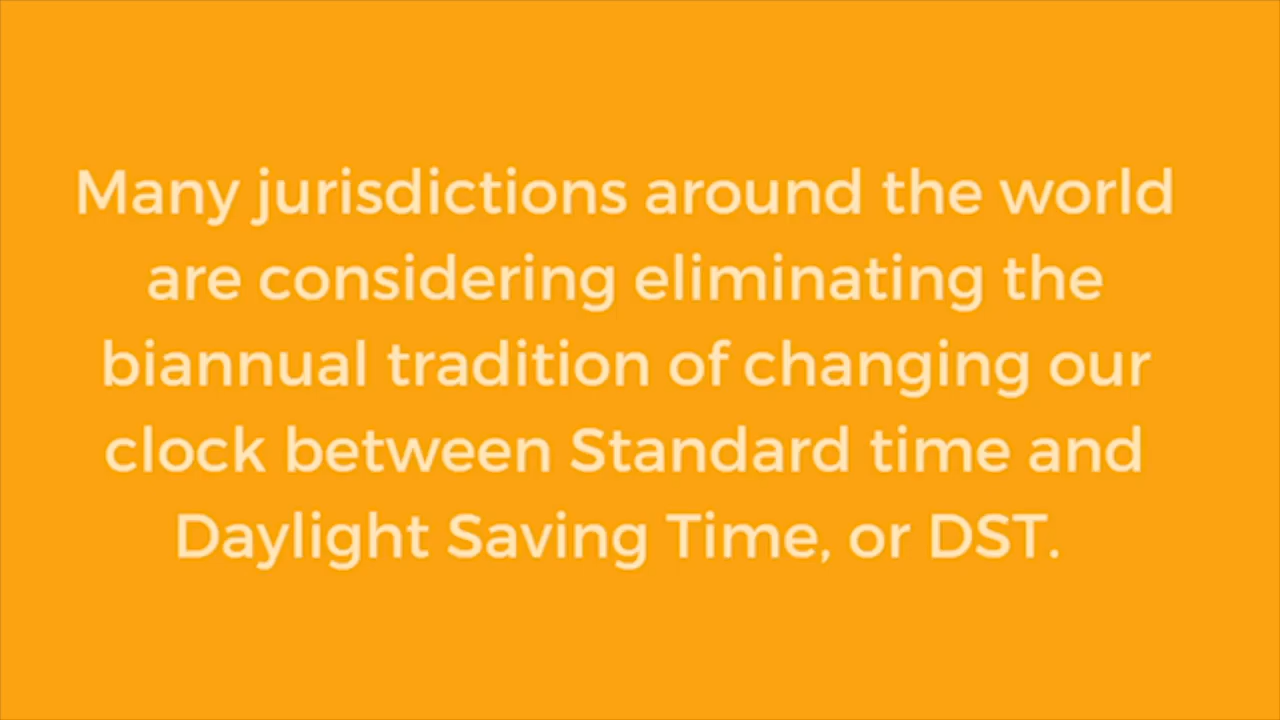 Many jurisdictions around the world
are considering eliminating the
biannual tradition of changing our
clock between Standard time and
Daylight Saving Time, or DST.